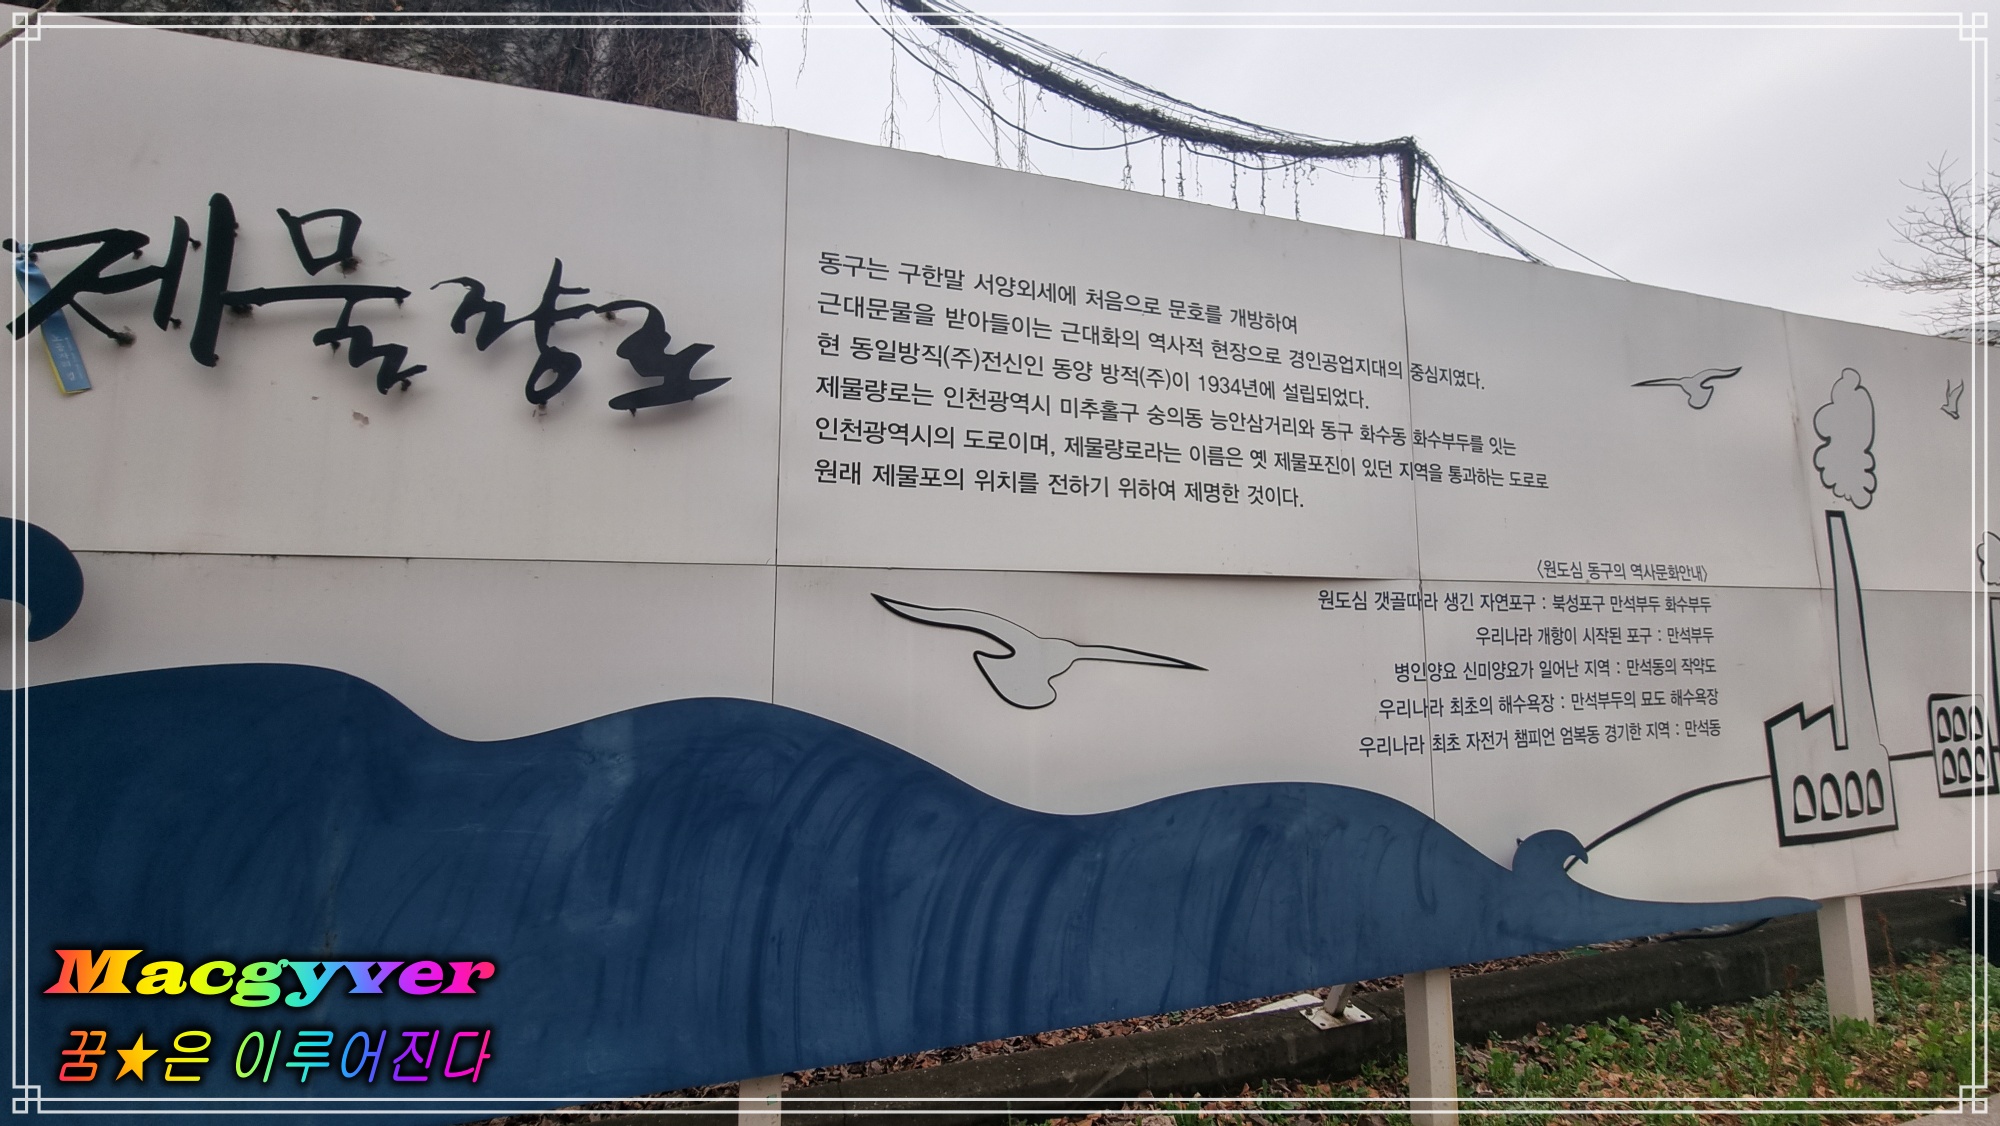 제물량로
동구는 구한말 서양외세에 처음으로 문호를 개방하여
근대문물을 받아들이는 근대화의 역사적 현장으로 경인공업지대의 중심지였다.
현 동일방직(주)전신인 동양 방적(주)이 1934년에 설립되었다.
제물량로는 인천광역시 미추홀구 숭의동 능안삼거리와 동구 화수동 화수부두를 잇는
인천광역시의 도로이며, 제물량로라는 이름은 옛 제물포진이 있던 지역을 통과하는 도로로
원래 제물포의 위치를 전하기 위하여 제명한 것이다.
<원도심 동구의 역사문화안내>
원도심 갯골따라 생긴 자연포구 : 북성포구 만석부두 화수부두
우리나라 개항이 시작된 포구 : 만석부두
병인양요 신미양요가 일어난 지역 : 만석동의 작약도
우리나라 최초의 해수욕장 : 만석부두의 묘도 해수욕장
우리나라 최초 자전거 챔피언 엄복동 경기한 지역 : 만석동
Macgyver
꿈★은 이루어진다